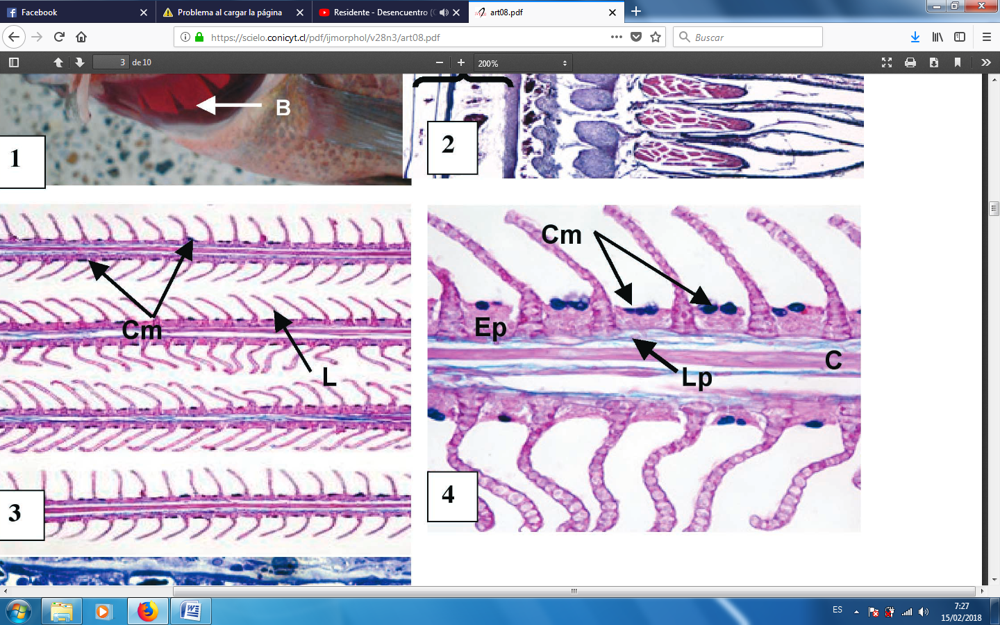 Facebook
Problema al cargar la página
Residente - Desencuentro (
art08.pdf
https://scielo.conicyt.cl/pdf/ijmorphol/v28n3/art08.pdf
Buscar
3 de 10
200%
B
1
2
Cm
L
3
Cm
Ep
C
Lp
4
ES
7:27
15/02/2018